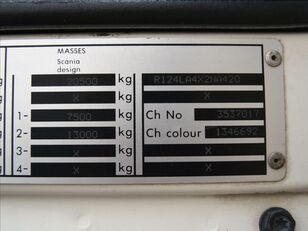 MASSES
Scania
design
g 20500 kg R124LA4X2NA420
g X kg X
1- 7500 kg Ch No 3537017
2- 13000 kg Ch colour 1346692
3- X kg X
4- X kg X